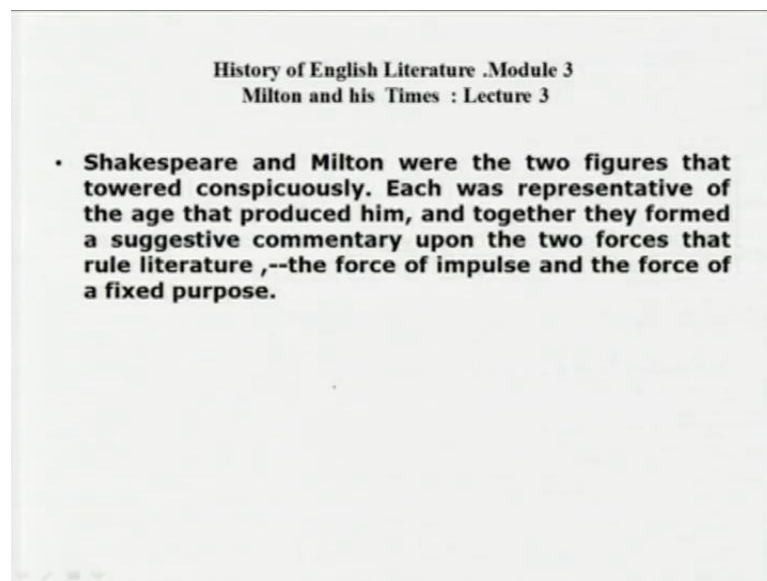 History of English Literature .Module 3
Milton and his Times : Lecture 3
• Shakespeare and Milton were the two figures that
towered conspicuously. Each was representative of
the age that produced him, and together they formed
a suggestive commentary upon the two forces that
rule literature ,--the force of impulse and the force of
a fixed purpose.